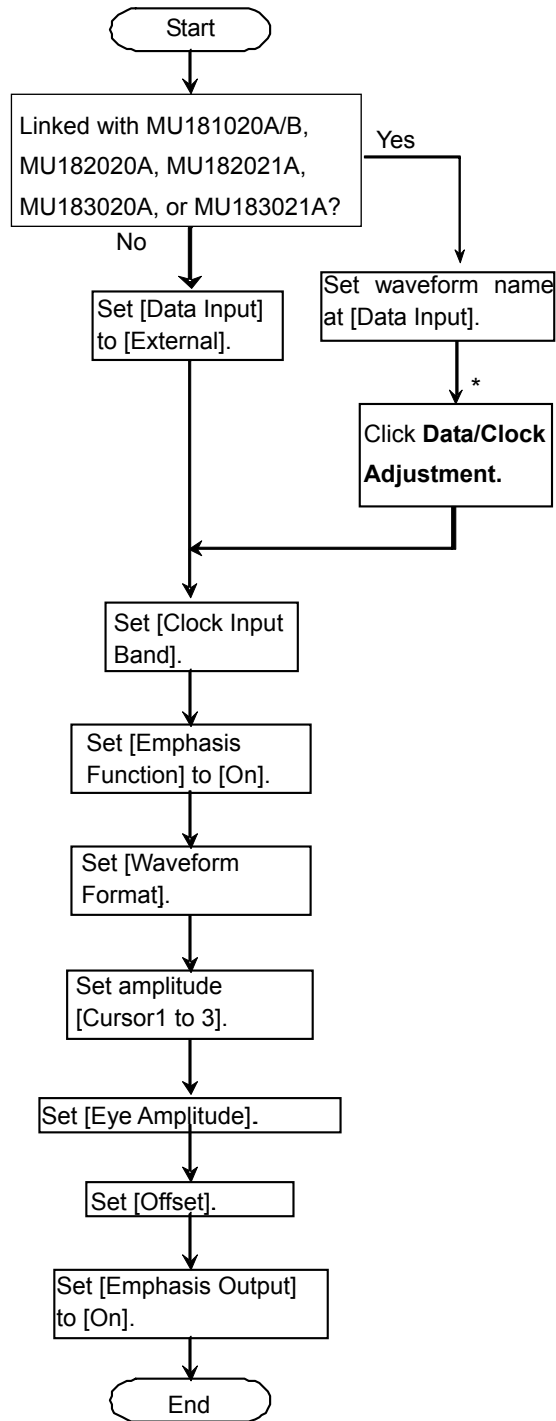 Start
Linked with MU181020A/B,
MU182020A, MU182021A,
MU183020A, or MU183021A?
Yes
No
Set waveform name
at [Data Input].
Set [Data Input]
to [External].
*
Click Data/Clock
Adjustment.
Set [Clock Input
Band].
Set [Emphasis
Function] to [On].
Set [Waveform
Format].
Set amplitude
[Cursor1 to 3].
Set [Eye Amplitude].
Set [Offset].
Set [Emphasis Output]
to [On].
End